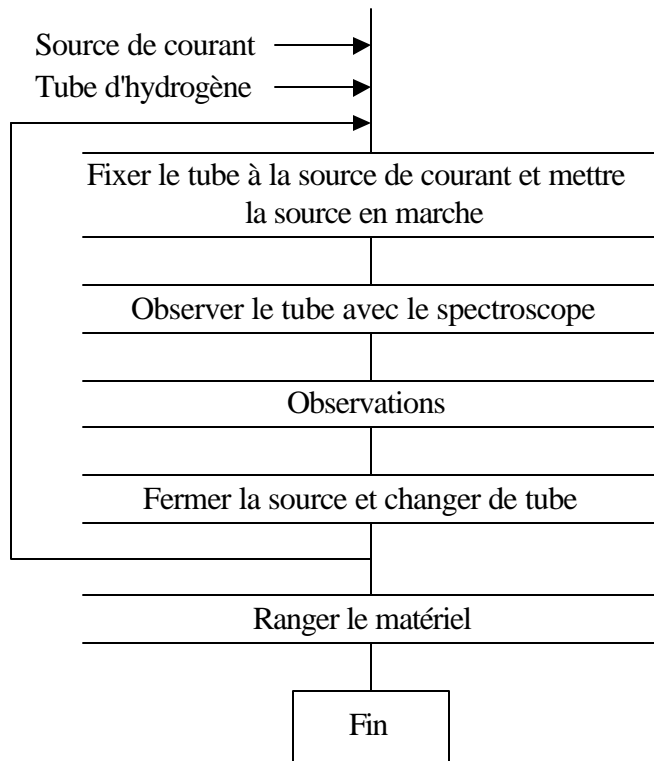 Source de courant
Tube d'hydrogène
Fixer le tube à la source de courant et mettre
la source en marche
Observer le tube avec le spectroscope
Observations
Fermer la source et changer de tube
Ranger le matériel
Fin